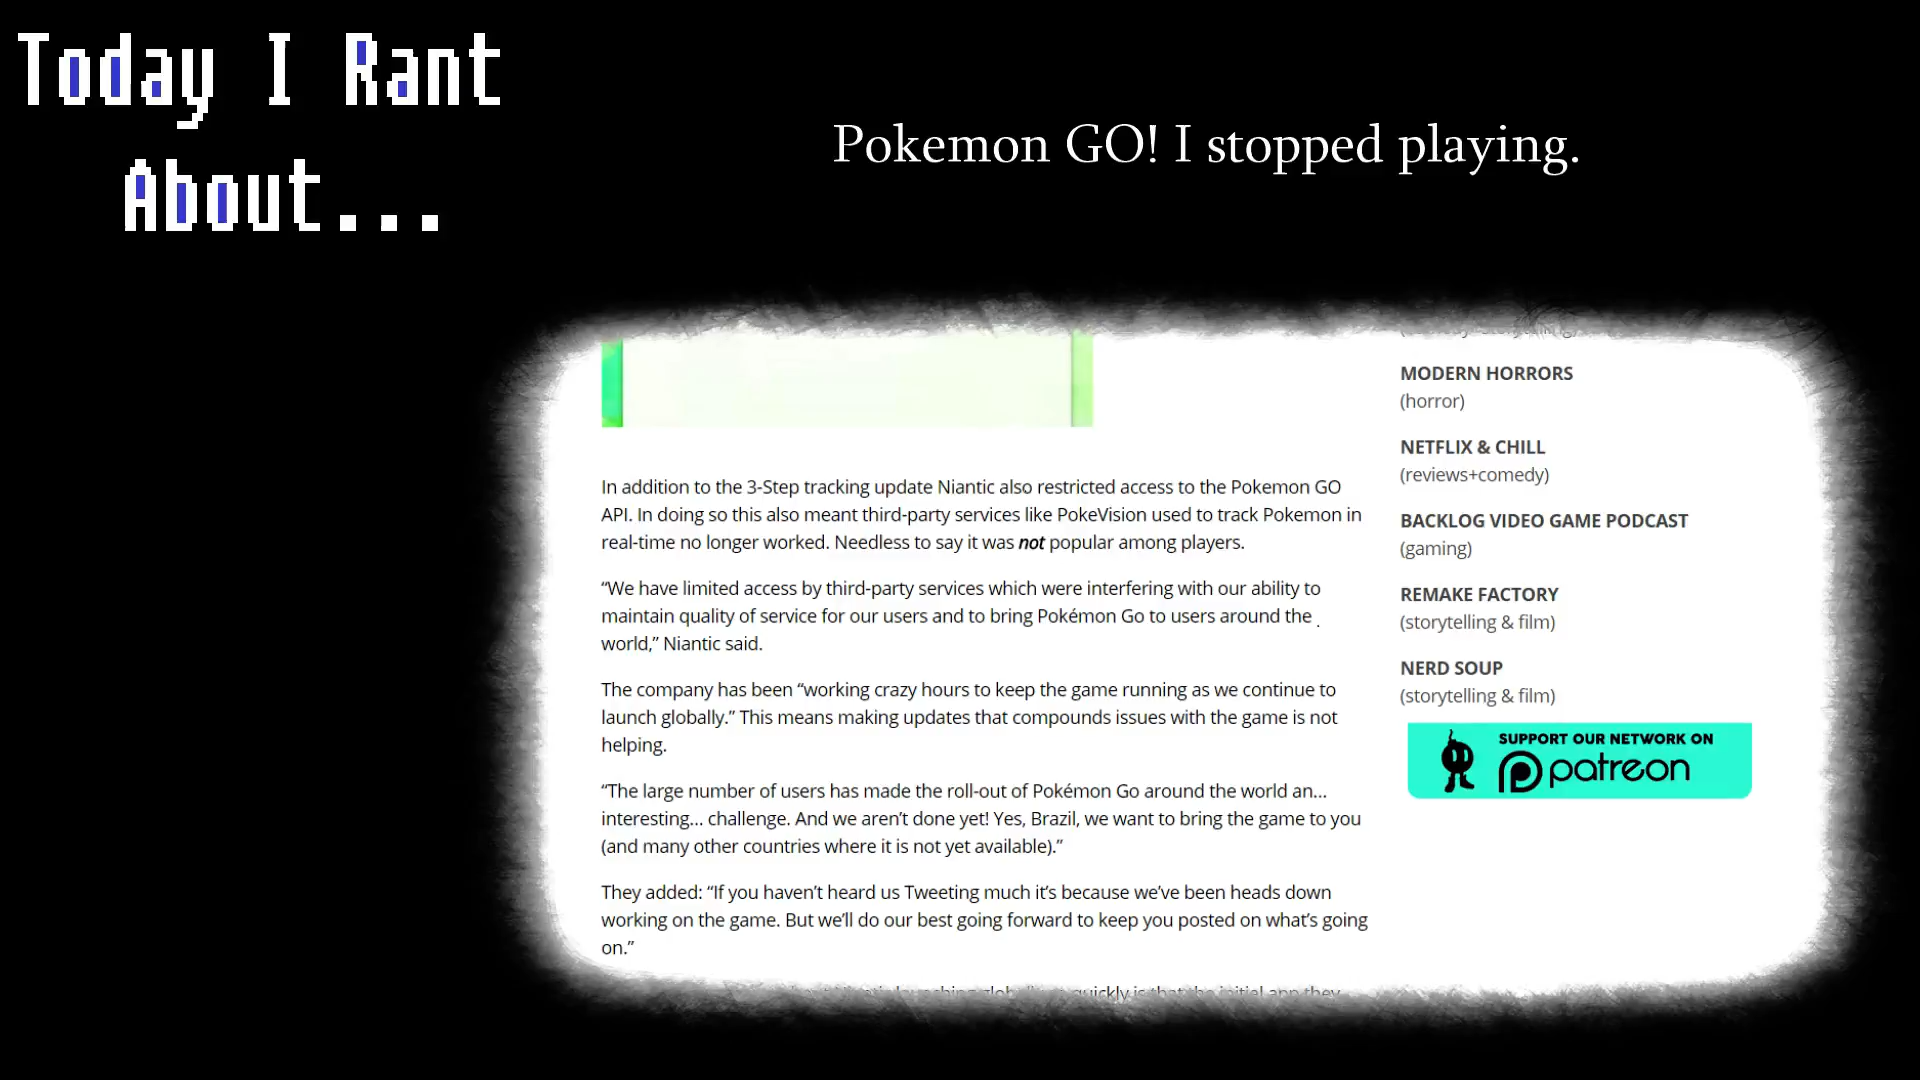 Today I Rant
About...
Pokemon GO! I stopped playing.
In addition to the 3-Step tracking update Niantic also restricted access to the Pokemon GO
API. In doing so this also meant third-party services like PokeVision used to track Pokemon in
real-time no longer worked. Needless to say it was not popular among players.
“We have limited access by third-party services which were interfering with our ability to
maintain quality of service for our users and to bring Pokémon Go to users around the
world,” Niantic said.
The company has been “working crazy hours to keep the game running as we continue to
launch globally.” This means making updates that compounds issues with the game is not
helping.
“The large number of users has made the roll-out of Pokémon Go around the world an...
interesting... challenge. And we aren’t done yet! Yes, Brazil, we want to bring the game to you
(and many other countries where it is not yet available).”
They added: “If you haven’t heard us Tweeting much it’s because we’ve been heads down
working on the game. But we’ll do our best going forward to keep you posted on what’s going
on.”
quickly is that the initial app they
MODERN HORRORS
(horror)
NETFLIX & CHILL
(reviews+comedy)
BACKLOG VIDEO GAME PODCAST
(gaming)
REMAKE FACTORY
(storytelling & film)
NERD SOUP
(storytelling & film)
SUPPORT OUR NETWORK ON
patreon